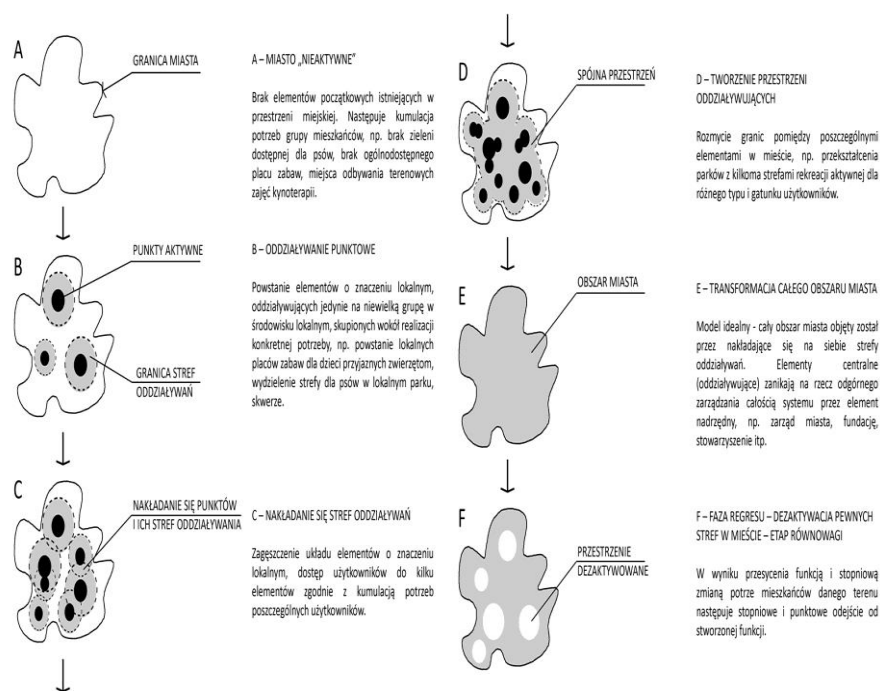 A
GRANICA MIASTA
A – MIASTO „NIEAKTYWNE"
Brak elementów początkowych istniejących w
przestrzeni miejskiej. Następuje kumulacja
potrzeb grupy mieszkańców, np. brak zieleni
dostępnej dla psów, brak ogólnodostępnego
placu zabaw, miejsca odbywania terenowych
zajęć kynoterapii.
B
PUNKTY AKTYWNE
GRANICA STREF
ODDZIAŁYWAŃ
B – ODDZIAŁYWANIE PUNKTOWE
Powstanie elementów o znaczeniu lokalnym,
oddziaływujących jedynie na niewielką grupę w
środowisku lokalnym, skupionych wokół realizacji
konkretnej potrzeby, np. powstanie lokalnych
placów zabaw dla dzieci przyjaznych zwierzętom,
wydzielenie strefy dla psów w lokalnym parku,
skwerze.
C
NAKŁADANIE SIĘ PUNKTÓW
I ICH STREF ODDZIAŁYWANIA
C – NAKŁADANIE SIĘ STREF ODDZIAŁYWAŃ
Zagęszczenie układu elementów o znaczeniu
lokalnym, dostęp użytkowników do kilku
elementów zgodnie z kumulacją potrzeb
poszczególnych użytkowników.
D
SPÓJNA PRZESTRZEŃ
D – TWORZENIE PRZESTRZENI
ODDZIAŁYWUJĄCYCH
Rozmycie granic pomiędzy poszczególnymi
elementami w mieście, np. przekształcenia
parków z kilkoma strefami rekreacji aktywnej dla
różnego typu i gatunku użytkowników.
E
OBSZAR MIASTA
E – TRANSFORMACJA CAŁEGO OBSZARU MIASTA
Model idealny - cały obszar miasta objęty został
przez nakładające się na siebie strefy
oddziaływań. Elementy centralne
(oddziaływujące) zanikają na rzecz odgórnego
zarządzania całością systemu przez element
nadrzędny, np. zarząd miasta, fundację,
stowarzyszenie itp.
F
PRZESTRZENIE
DEZAKTYWOWANE
F – FAZA REGRESU – DEZAKTYWACJA PEWNYCH
STREF W MIEŚCIE – ETAP RÓWNOWAGI
W wyniku przesycenia funkcją i stopniową
zmianą potrze mieszkańców danego terenu
następuje stopniowe i punktowe odejście od
stworzonej funkcji.